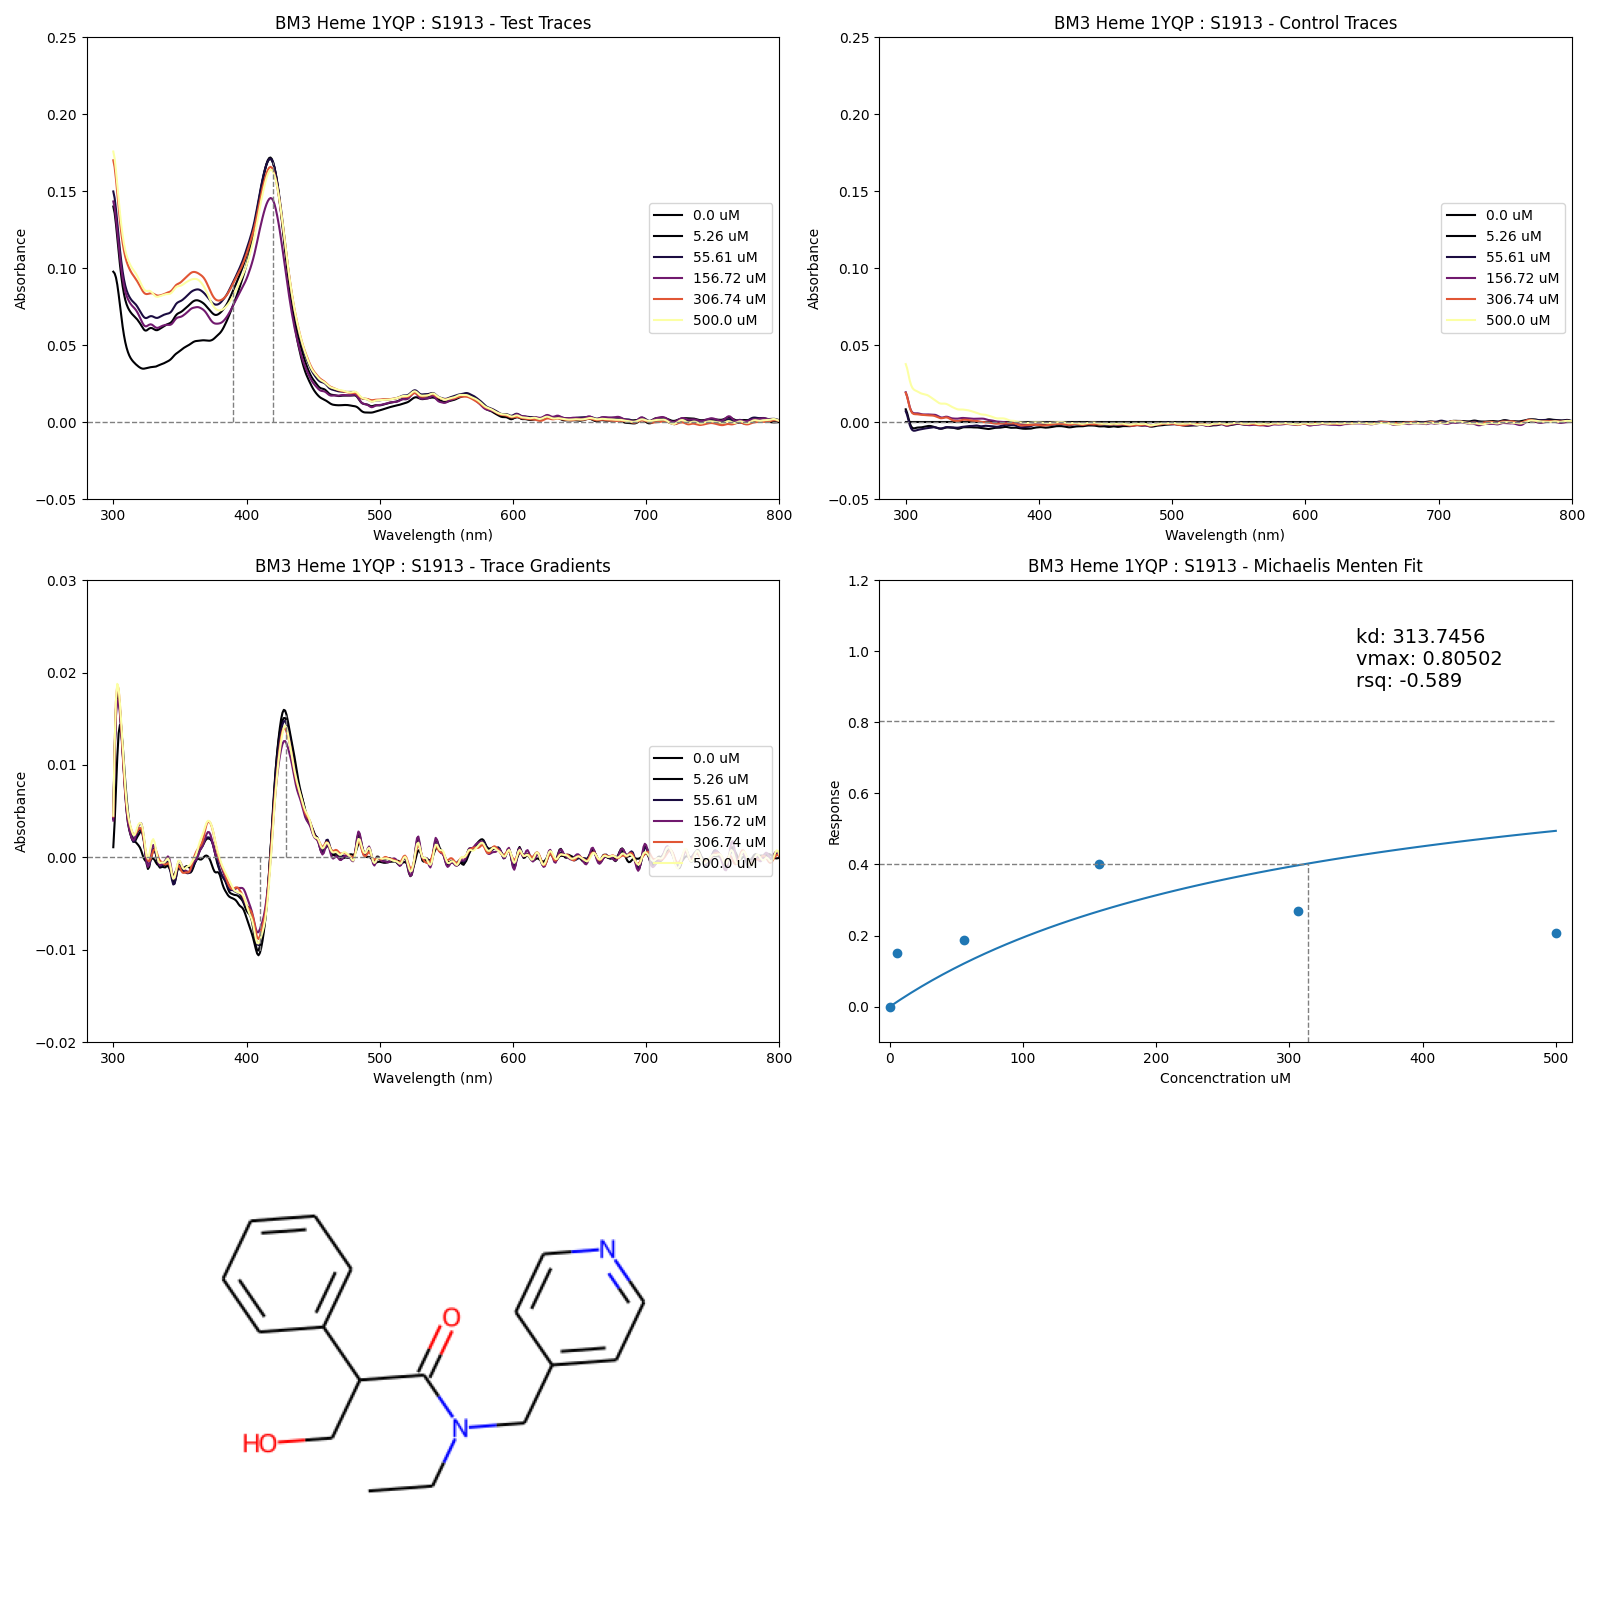 BM3 Heme 1YQP : S1913 - Test Traces
0.25
0.20
0.15
0.10
0.05
0.00
−0.05
Absorbance
300
400
500
600
700
800
Wavelength (nm)
0.0 uM
5.26 uM
55.61 uM
156.72 uM
306.74 uM
500.0 uM
BM3 Heme 1YQP : S1913 - Control Traces
0.25
0.20
0.15
0.10
0.05
0.00
−0.05
Absorbance
300
400
500
600
700
800
Wavelength (nm)
0.0 uM
5.26 uM
55.61 uM
156.72 uM
306.74 uM
500.0 uM
BM3 Heme 1YQP : S1913 - Trace Gradients
0.03
0.02
0.01
0.00
−0.01
−0.02
Absorbance
300
400
500
600
700
800
Wavelength (nm)
0.0 uM
5.26 uM
55.61 uM
156.72 uM
306.74 uM
500.0 uM
BM3 Heme 1YQP : S1913 - Michaelis Menten Fit
1.2
1.0
0.8
0.6
0.4
0.2
0.0
Response
0
100
200
300
400
500
Concenctration uM
kd: 313.7456
vmax: 0.80502
rsq: -0.589
N
O
N
HO